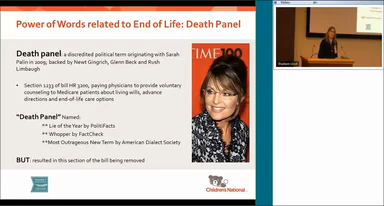 Power of Words related to End of Life: Death Panel
Death panel: a discredited political term originating with Sarah
Palin in 2009, backed by Newt Gingrich, Glenn Beck and Rush
Limbaugh
• Section 1233 of bill HR 3200, paying physicians to provide voluntary
counseling to Medicare patients about living wills, advance
directions and end-of-life care options
"Death Panel" Named:
** Lie of the Year by PolitiFacts
** Whopper by FactCheck
**Most Outrageous New Term by American Dialect Society
BUT: resulted in this section of the bill being removed
TIME 100
Children's National